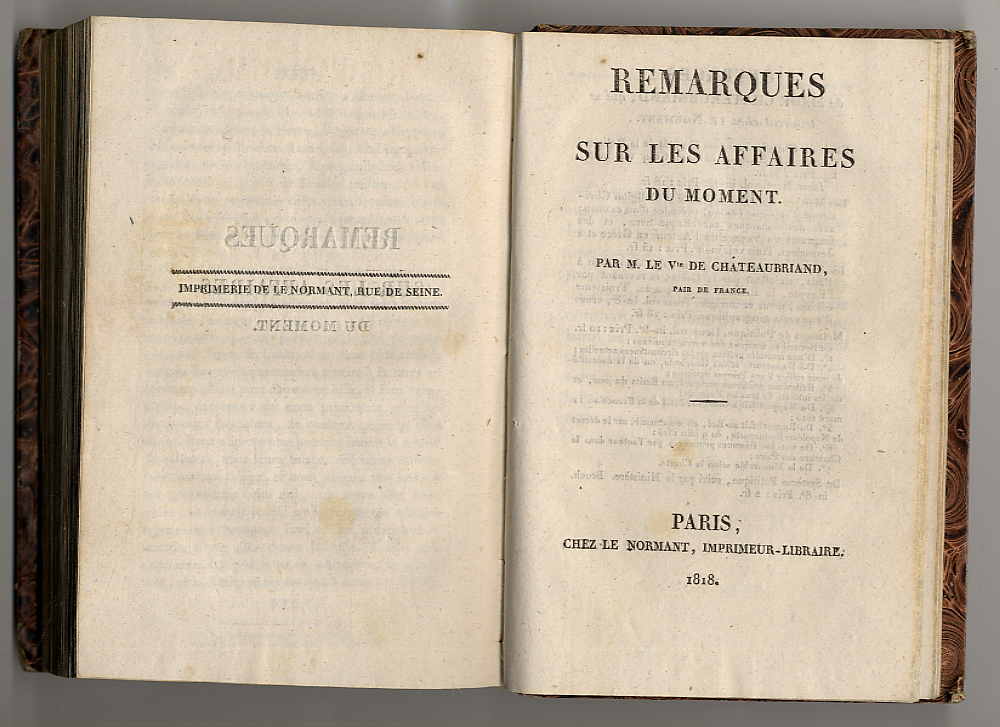 IMPRIMERIE DE LE NORMANT, RUE DE SEINE.
REMARQUES
SUR LES AFFAIRES
DU MOMENT.
PAR M. LE Vte DE CHATEAUBRIAND,
PAIR DE FRANCE.
PARIS,
CHEZ LE NORMANT, IMPRIMEUR-LIBRAIRE.
1818.